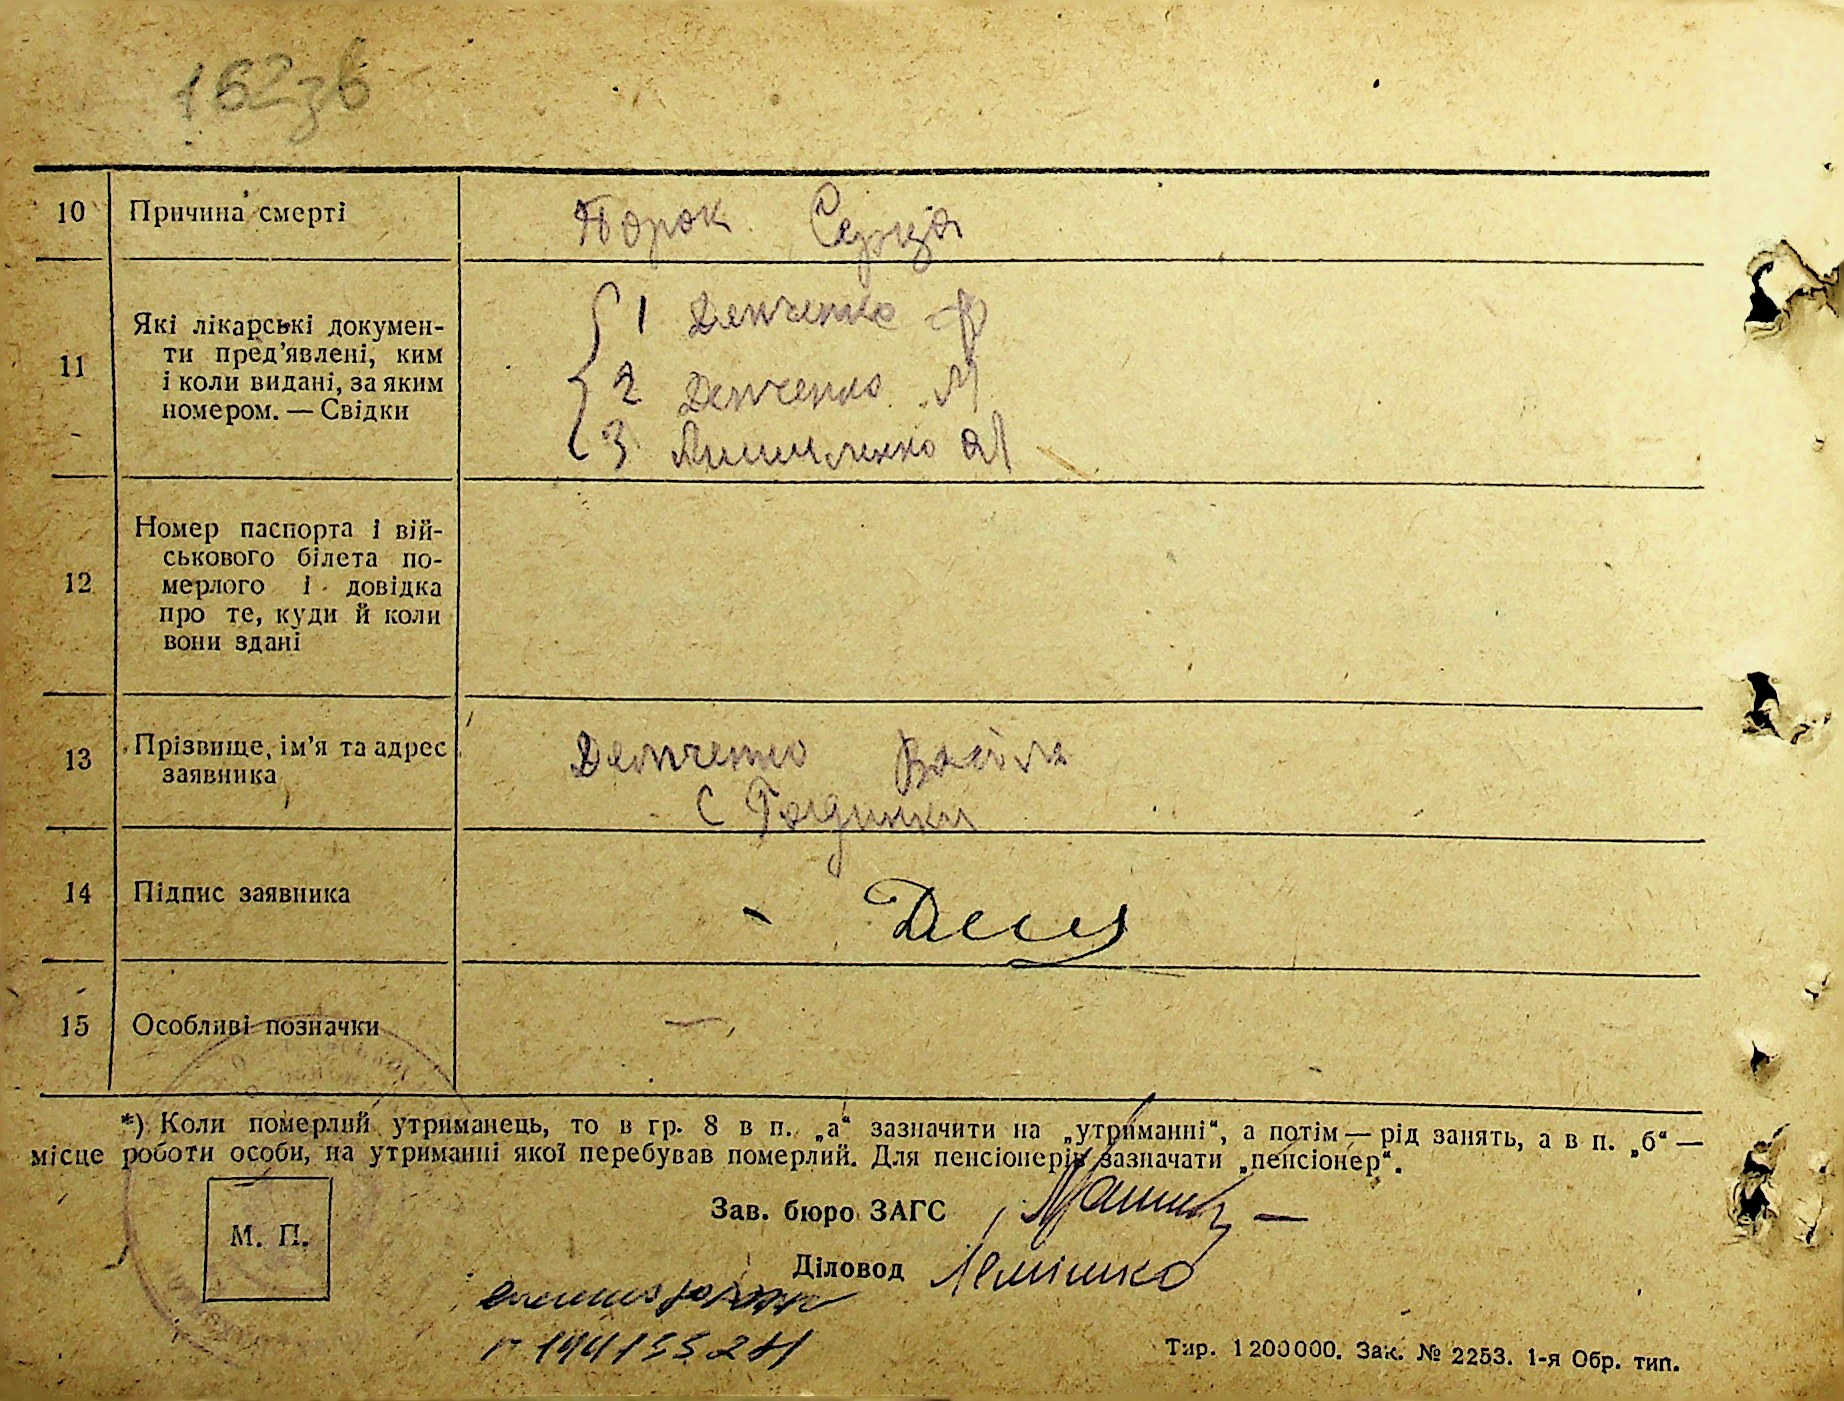 162зв
10 Причина смерті Порок Серця
11 Які лікарські докумен-
ти пред’явлені, ким
і коли видані, за яким
номером. — Свідки
1 Демченко Ф
2 Демченко М
3
12 Номер паспорта і вій-
ськового білета по-
мерлого і довідка
про те, куди й коли
вони здані
13 Прізвище, ім’я та адрес
заявника
Демченко
с
14 Підпис заявника
15 Особливі позначки —
*) Коли померлий утриманець, то в гр. 8 в п. „а“ зазначити на „утриманні“, а потім — рід занять, а в п. „б“ —
місце роботи особи, на утриманні якої перебував померлий. Для пенсіонерів зазначати „пенсіонер“.
М. П.
Зав. бюро ЗАГС
Діловод
Тир. 1200000. Зак. № 2253. 1-я Обр. тип.